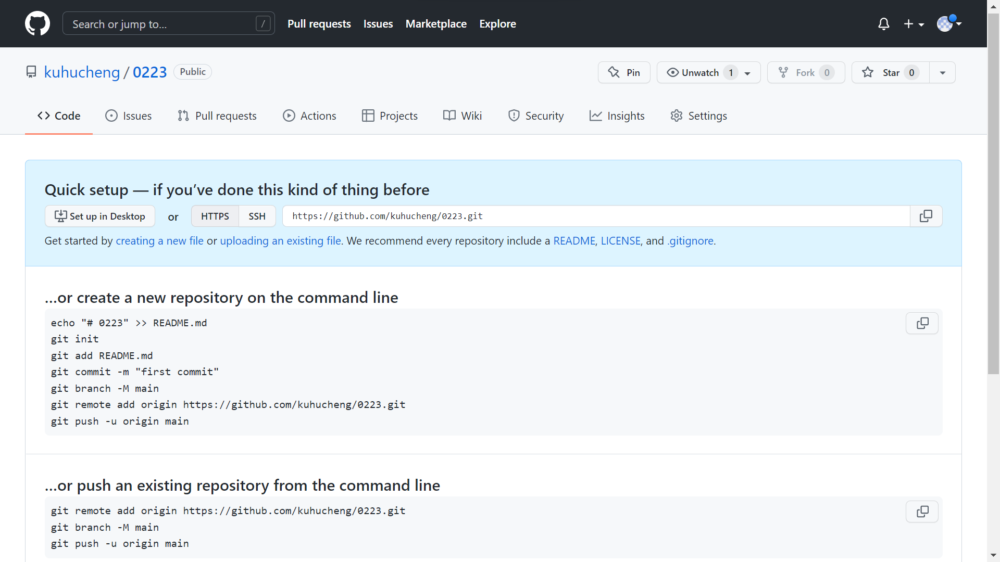 Search or jump to... / Pull requests Issues Marketplace Explore
kuhucheng / 0223 Public Pin Unwatch 1 Fork 0 Star 0
Code Issues Pull requests Actions Projects Wiki Security Insights Settings
Quick setup — if you’ve done this kind of thing before
Set up in Desktop or HTTPS SSH https://github.com/kuhucheng/0223.git
Get started by creating a new file or uploading an existing file. We recommend every repository include a README, LICENSE, and .gitignore.
…or create a new repository on the command line
echo "# 0223" >> README.md
git init
git add README.md
git commit -m "first commit"
git branch -M main
git remote add origin https://github.com/kuhucheng/0223.git
git push -u origin main
…or push an existing repository from the command line
git remote add origin https://github.com/kuhucheng/0223.git
git branch -M main
git push -u origin main